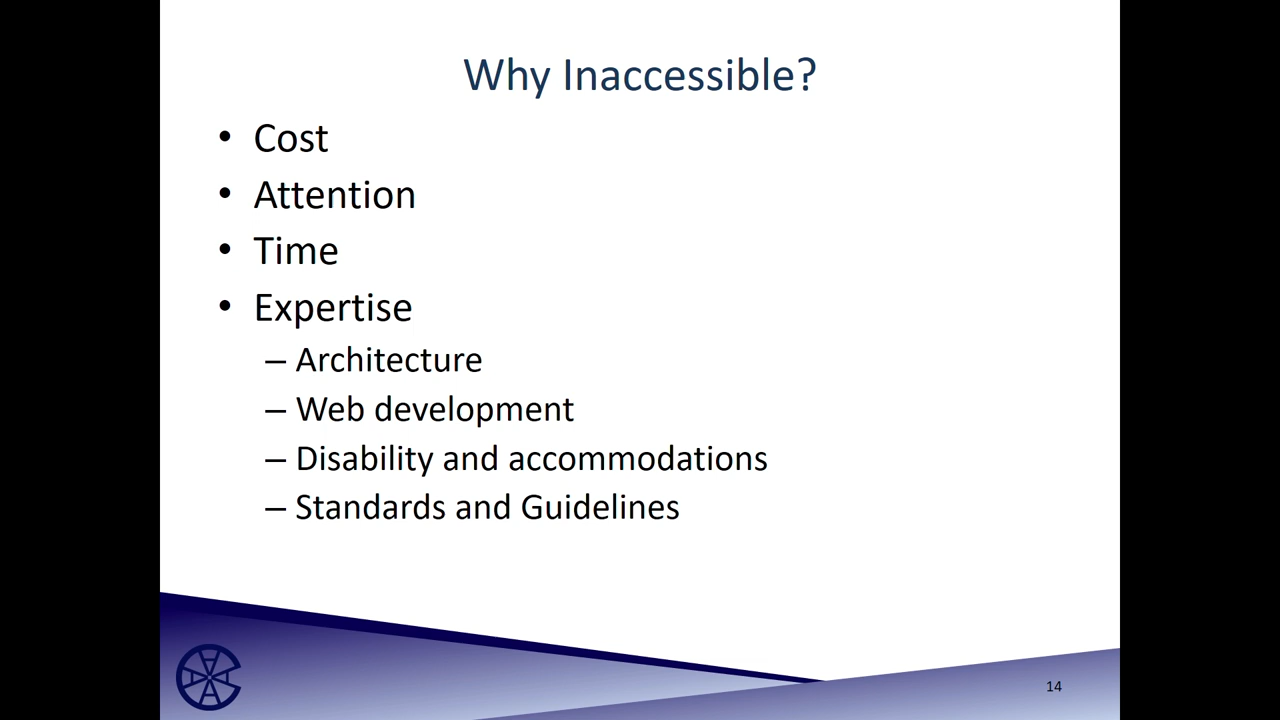 Why Inaccessible?
• Cost
• Attention
• Time
• Expertise
– Architecture
– Web development
– Disability and accommodations
– Standards and Guidelines
14